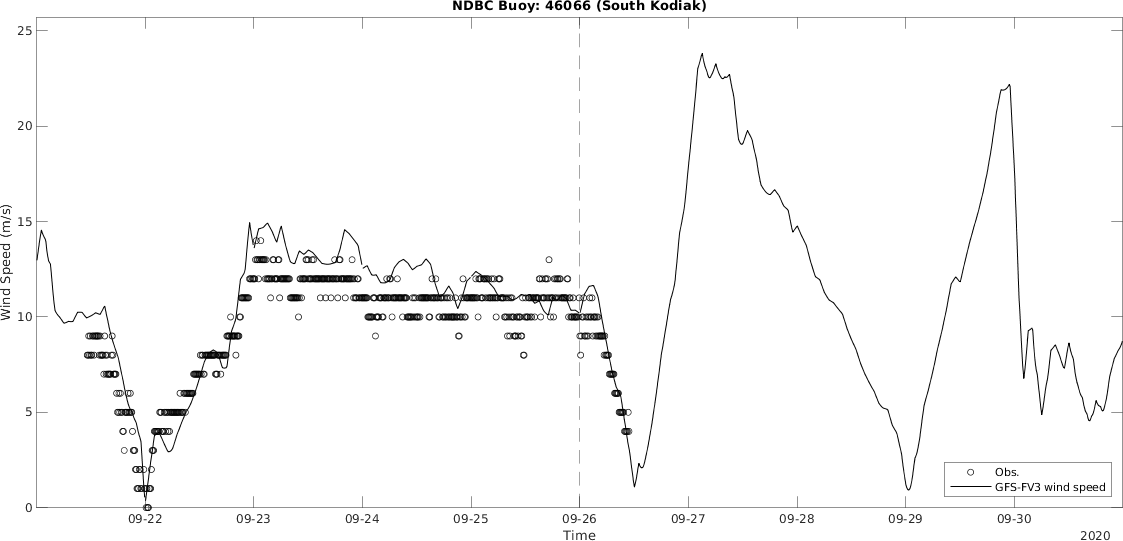 NDBC Buoy: 46066 (South Kodiak)
25
20
15
10
5
0
Wind Speed (m/s)
09-22 09-23 09-24 09-25 09-26 09-27 09-28 09-29 09-30
Time
2020
Obs.
GFS-FV3 wind speed